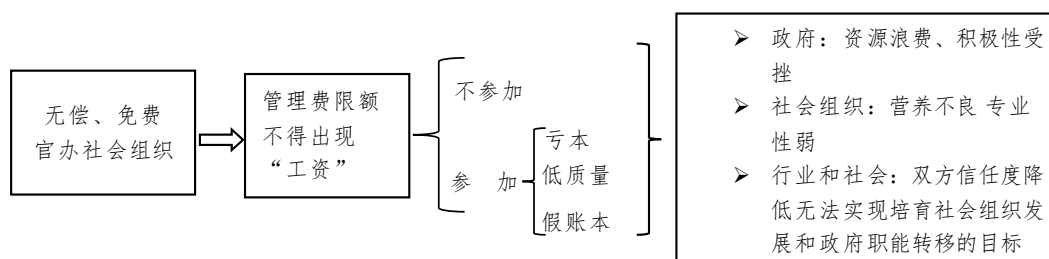 无偿、免费
官办社会组织
管理费限额
不得出现
“工资”
不参加
参 加
亏本
低质量
假账本
➢ 政府：资源浪费、积极性受
挫
➢ 社会组织：营养不良 专业
性弱
➢ 行业和社会：双方信任度降
低无法实现培育社会组织发
展和政府职能转移的目标